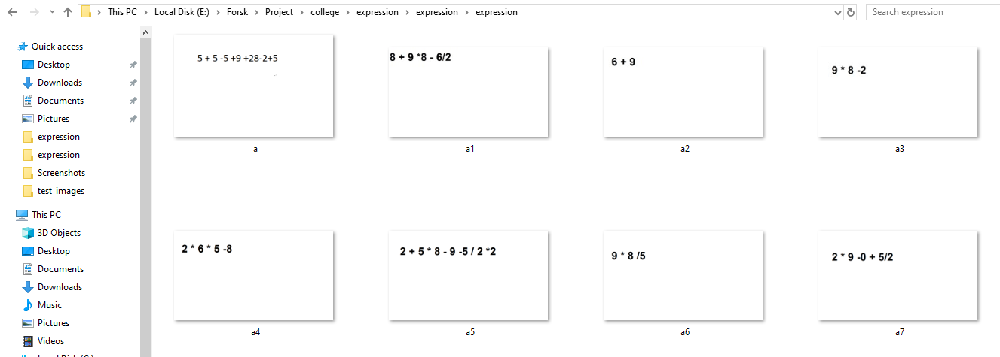 This PC > Local Disk (E:) > Forsk > Project > college > expression > expression > expression
Search expression
Quick access
Desktop
Downloads
Documents
Pictures
expression
expression
Screenshots
test_images
This PC
3D Objects
Desktop
Documents
Downloads
Music
Pictures
Videos
5 + 5 -5 +9 +28-2+5
a
8 + 9 *8 - 6/2
a1
6 + 9
a2
9 * 8 -2
a3
2 * 6 * 5 -8
a4
2 + 5 * 8 - 9 -5 / 2 *2
a5
9 * 8 /5
a6
2 * 9 -0 + 5/2
a7